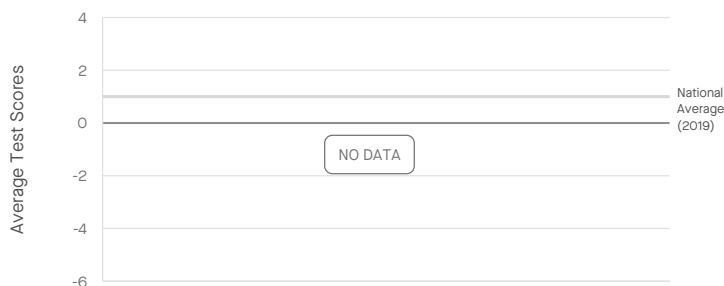 4
2
National
Average
(2019)
0
NO DATA
-2
-4
-6
Average Test Scores